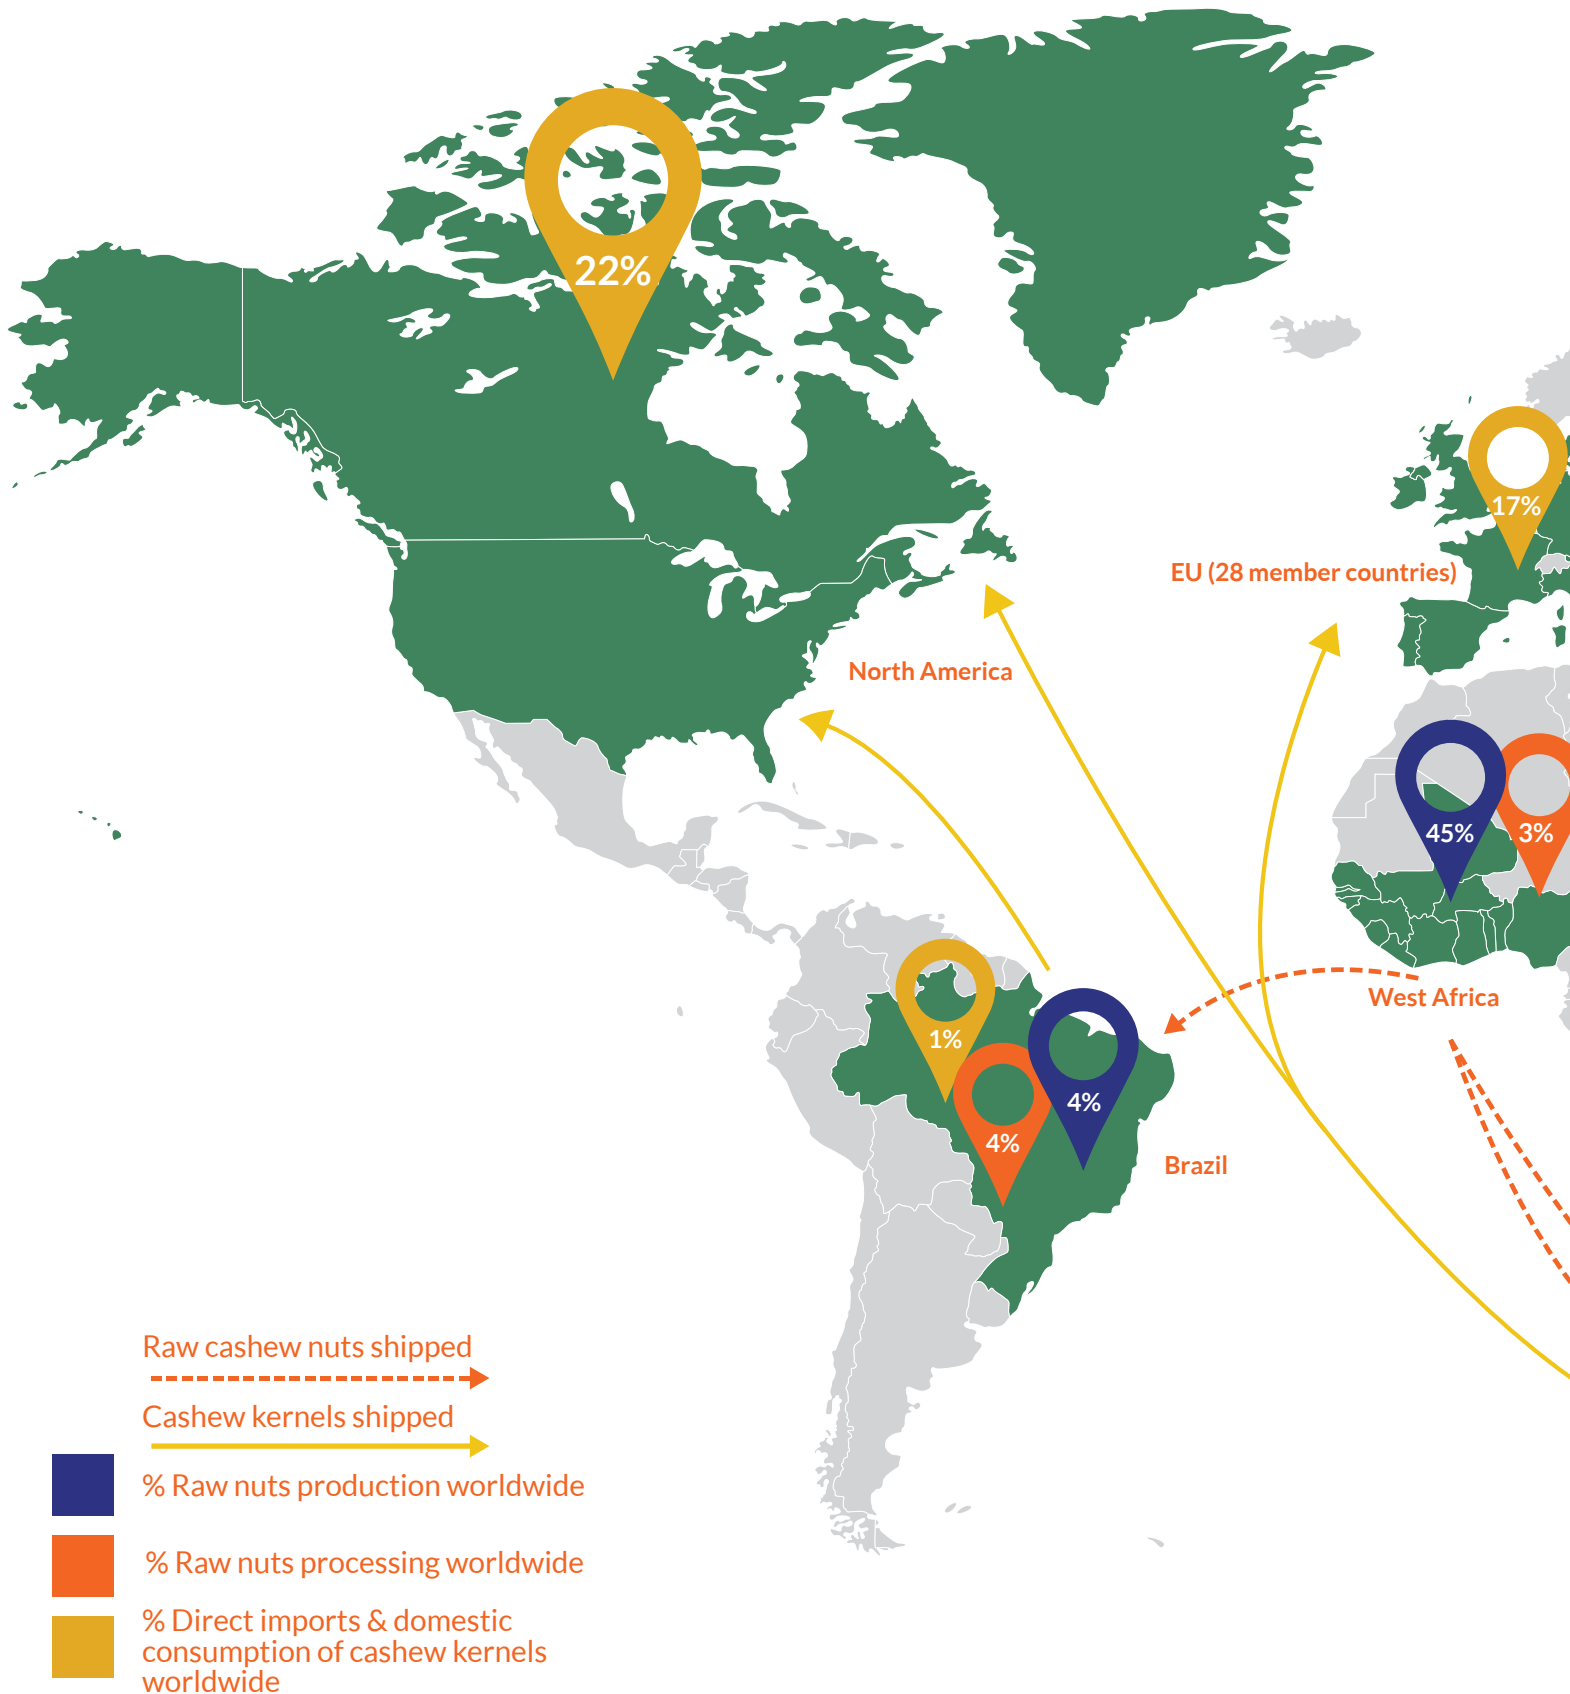 22%
17%
EU (28 member countries)
North America
45%
3%
West Africa
1%
4%
4%
Brazil
Raw cashew nuts shipped
Cashew kernels shipped
% Raw nuts production worldwide
% Raw nuts processing worldwide
% Direct imports & domestic
consumption of cashew kernels
worldwide